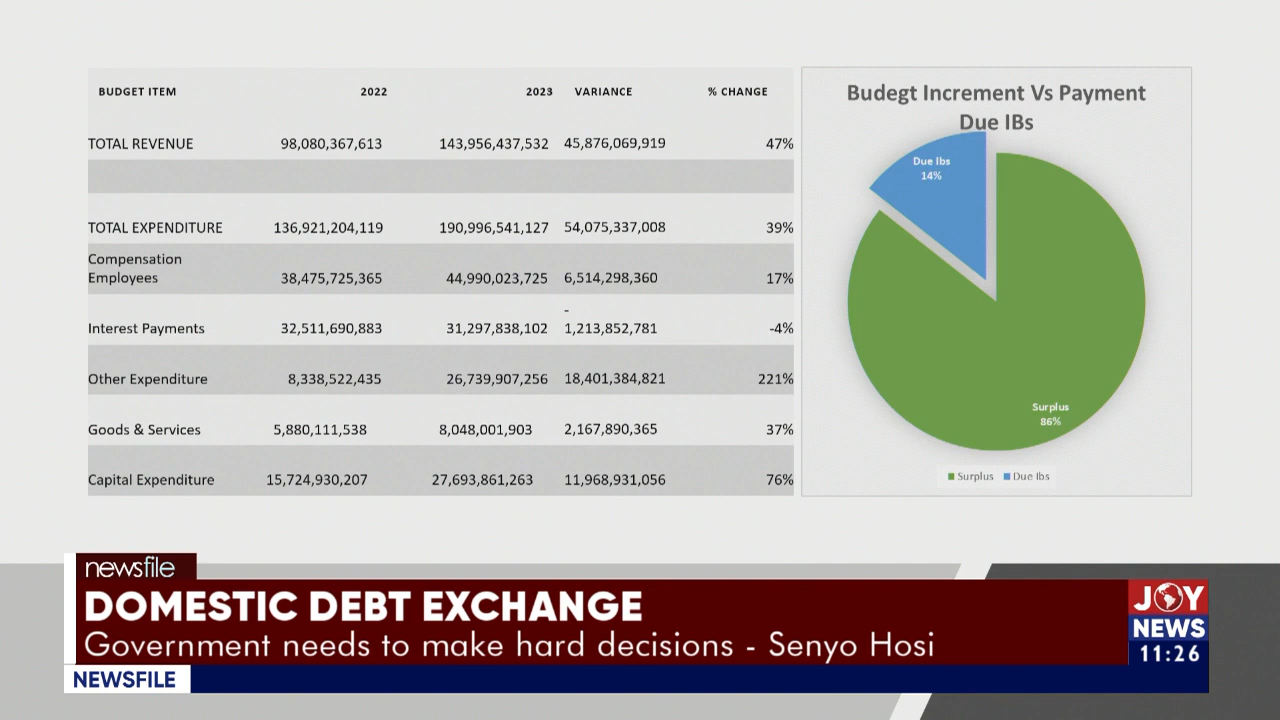 BUDGET ITEM 2022 2023 VARIANCE % CHANGE
TOTAL REVENUE 98,080,367,613 143,956,437,532 45,876,069,919 47%
TOTAL EXPENDITURE 136,921,204,119 190,996,541,127 54,075,337,008 39%
Compensation
Employees 38,475,725,365 44,990,023,725 6,514,298,360 17%
-
Interest Payments 32,511,690,883 31,297,838,102 1,213,852,781 -4%
Other Expenditure 8,338,522,435 26,739,907,256 18,401,384,821 221%
Goods & Services 5,880,111,538 8,048,001,903 2,167,890,365 37%
Capital Expenditure 15,724,930,207 27,693,861,263 11,968,931,056 76%
Budegt Increment Vs Payment
Due IBs
Due Ibs
14%
Surplus
86%
Surplus Due Ibs
newsfile
DOMESTIC DEBT EXCHANGE
Government needs to make hard decisions - Senyo Hosi
JOY
NEWS
11:26
NEWSFILE